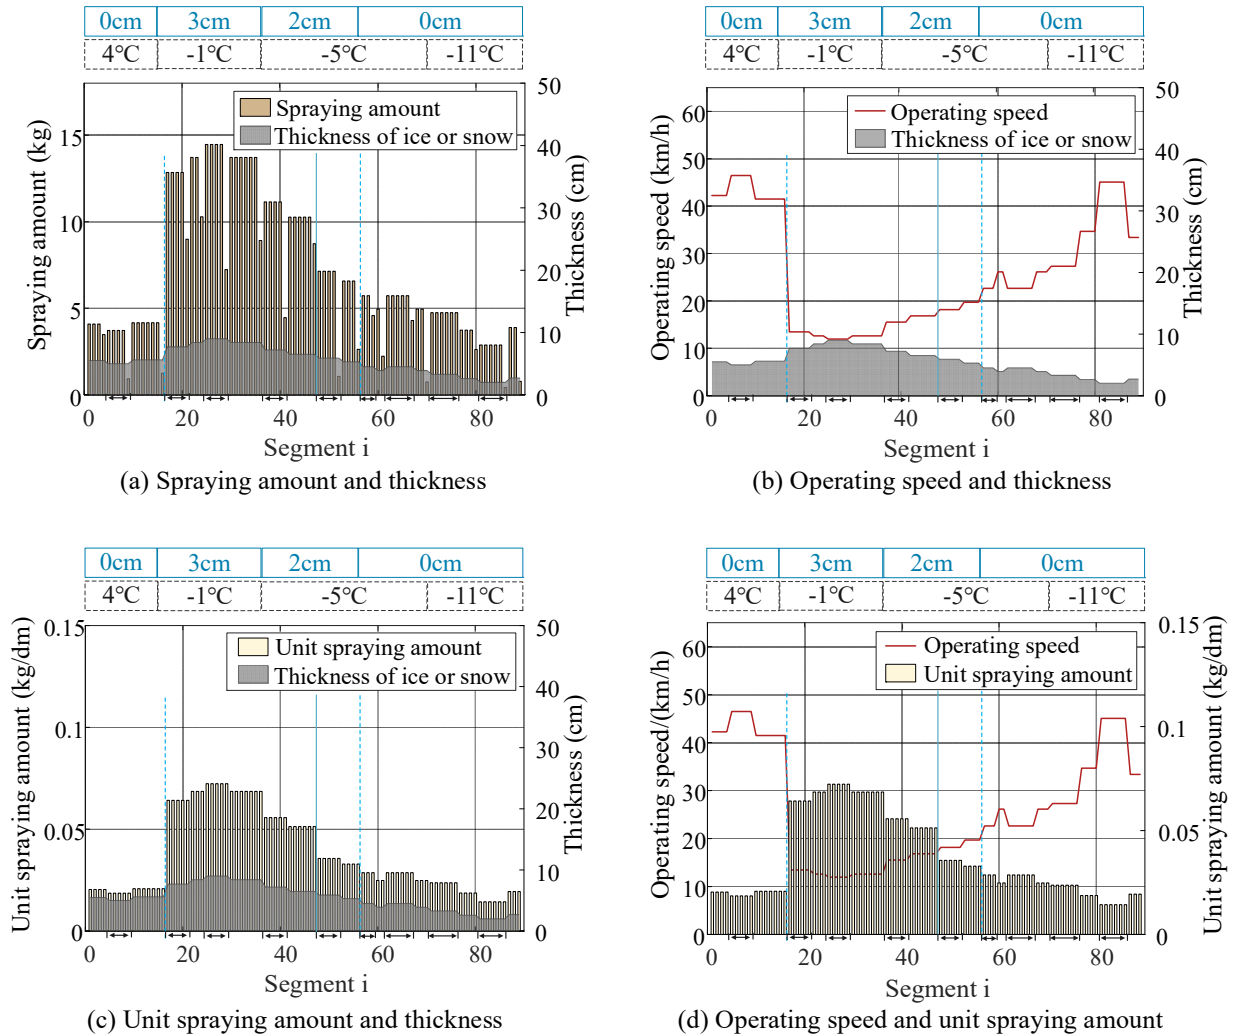 0cm 3cm 2cm 0cm
4°C -1°C -5°C -11°C
Spraying amount
Thickness of ice or snow
Spraying amount (kg)
15
10
5
0
50
40
30
20
10
0
Thickness (cm)
0 20 40 60 80
Segment i
(a) Spraying amount and thickness
0cm 3cm 2cm 0cm
4°C -1°C -5°C -11°C
Operating speed
Thickness of ice or snow
Operating speed (km/h)
60
50
40
30
20
10
0
50
40
30
20
10
0
Thickness (cm)
0 20 40 60 80
Segment i
(b) Operating speed and thickness
0cm 3cm 2cm 0cm
4°C -1°C -5°C -11°C
Unit spraying amount
Thickness of ice or snow
Unit spraying amount (kg/dm)
0.15
0.1
0.05
0
50
40
30
20
10
0
Thickness (cm)
0 20 40 60 80
Segment i
(c) Unit spraying amount and thickness
0cm 3cm 2cm 0cm
4°C -1°C -5°C -11°C
Operating speed
Unit spraying amount
Operating speed/(km/h)
60
50
40
30
20
10
0
0.15
0.1
0.05
0
Unit spraying amount (kg/dm)
0 20 40 60 80
Segment i
(d) Operating speed and unit spraying amount